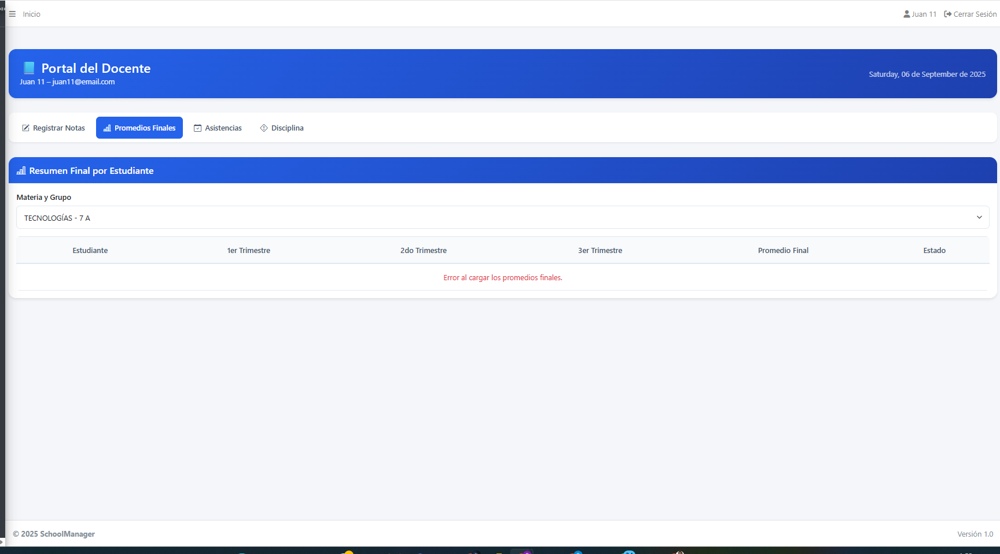 Inicio
Juan 11
Cerrar Sesión
Portal del Docente
Juan 11 – juan11@email.com
Saturday, 06 de September de 2025
Registrar Notas
Promedios Finales
Asistencias
Disciplina
Resumen Final por Estudiante
Materia y Grupo
TECNOLOGÍAS - 7 A
Estudiante
1er Trimestre
2do Trimestre
3er Trimestre
Promedio Final
Estado
Error al cargar los promedios finales.
© 2025 SchoolManager
Versión 1.0